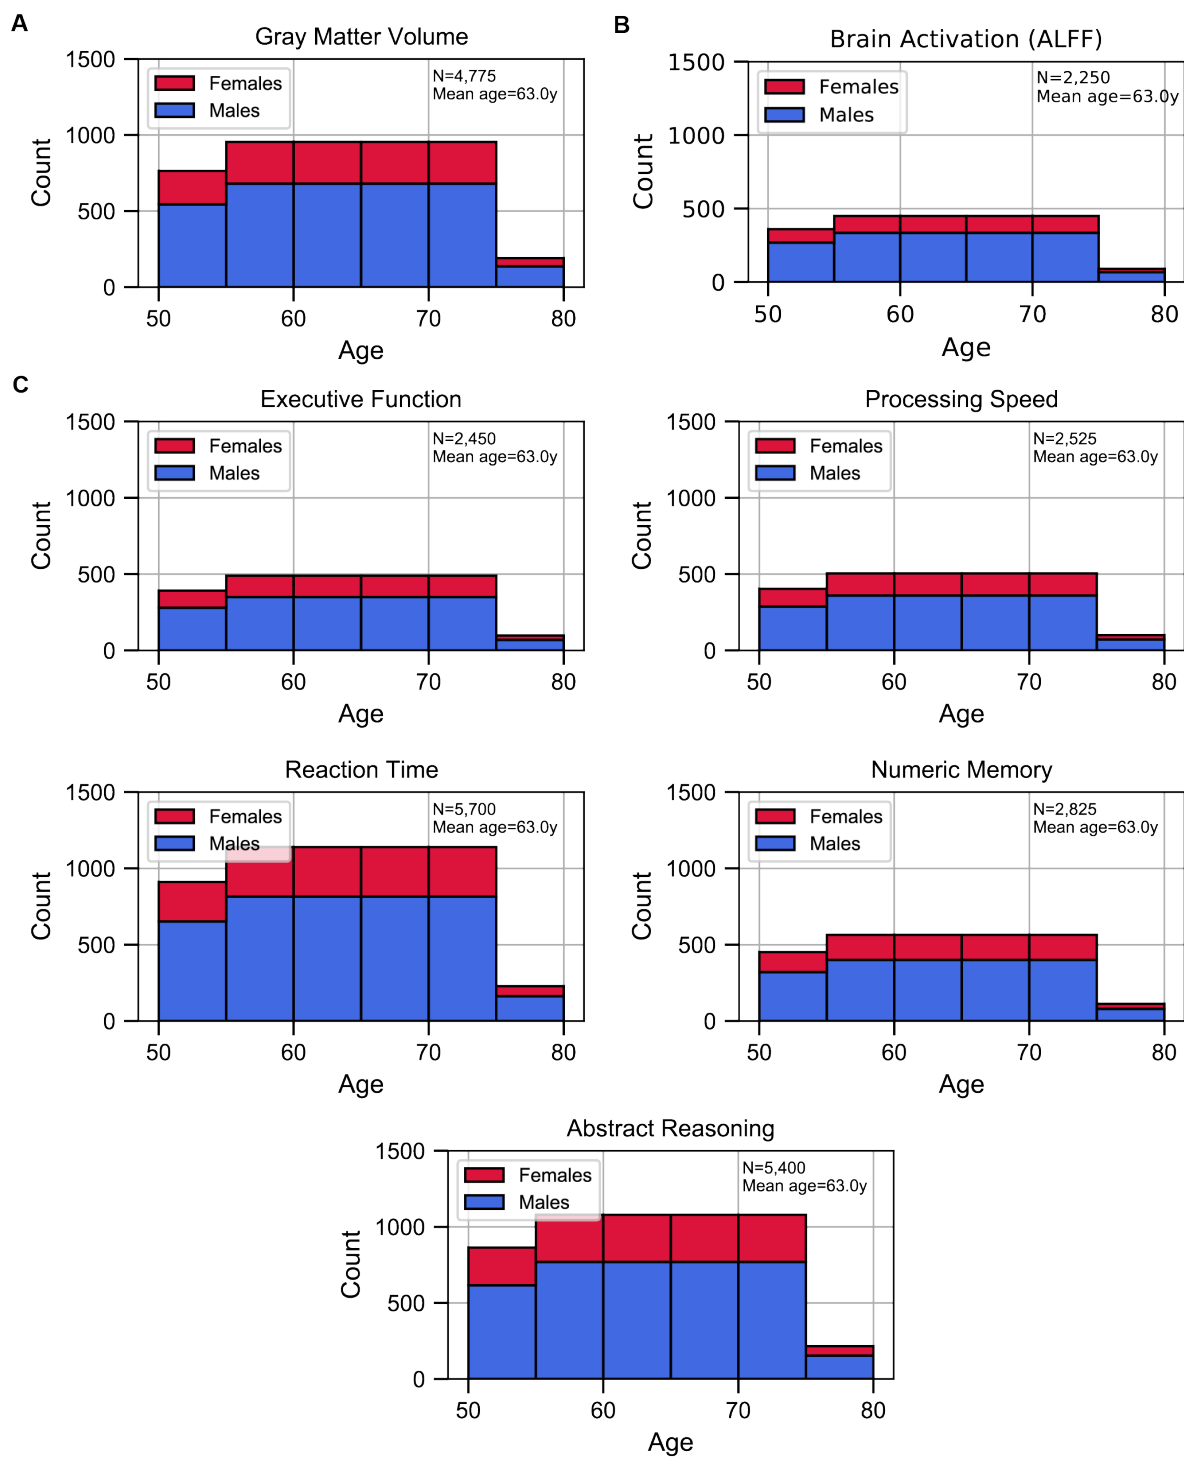 A
Gray Matter Volume
1500
1000
500
0
Count
Females
Males
N=4,775
Mean age=63.0y
50 60 70 80
Age
B
Brain Activation (ALFF)
1500
1000
500
0
Count
Females
Males
N=2,250
Mean age=63.0y
50 60 70 80
Age
C
Executive Function
1500
1000
500
0
Count
Females
Males
N=2,450
Mean age=63.0y
50 60 70 80
Age
Processing Speed
1500
1000
500
0
Count
Females
Males
N=2,525
Mean age=63.0y
50 60 70 80
Age
Reaction Time
1500
1000
500
0
Count
Females
Males
N=5,700
Mean age=63.0y
50 60 70 80
Age
Numeric Memory
1500
1000
500
0
Count
Females
Males
N=2,825
Mean age=63.0y
50 60 70 80
Age
Abstract Reasoning
1500
1000
500
0
Count
Females
Males
N=5,400
Mean age=63.0y
50 60 70 80
Age